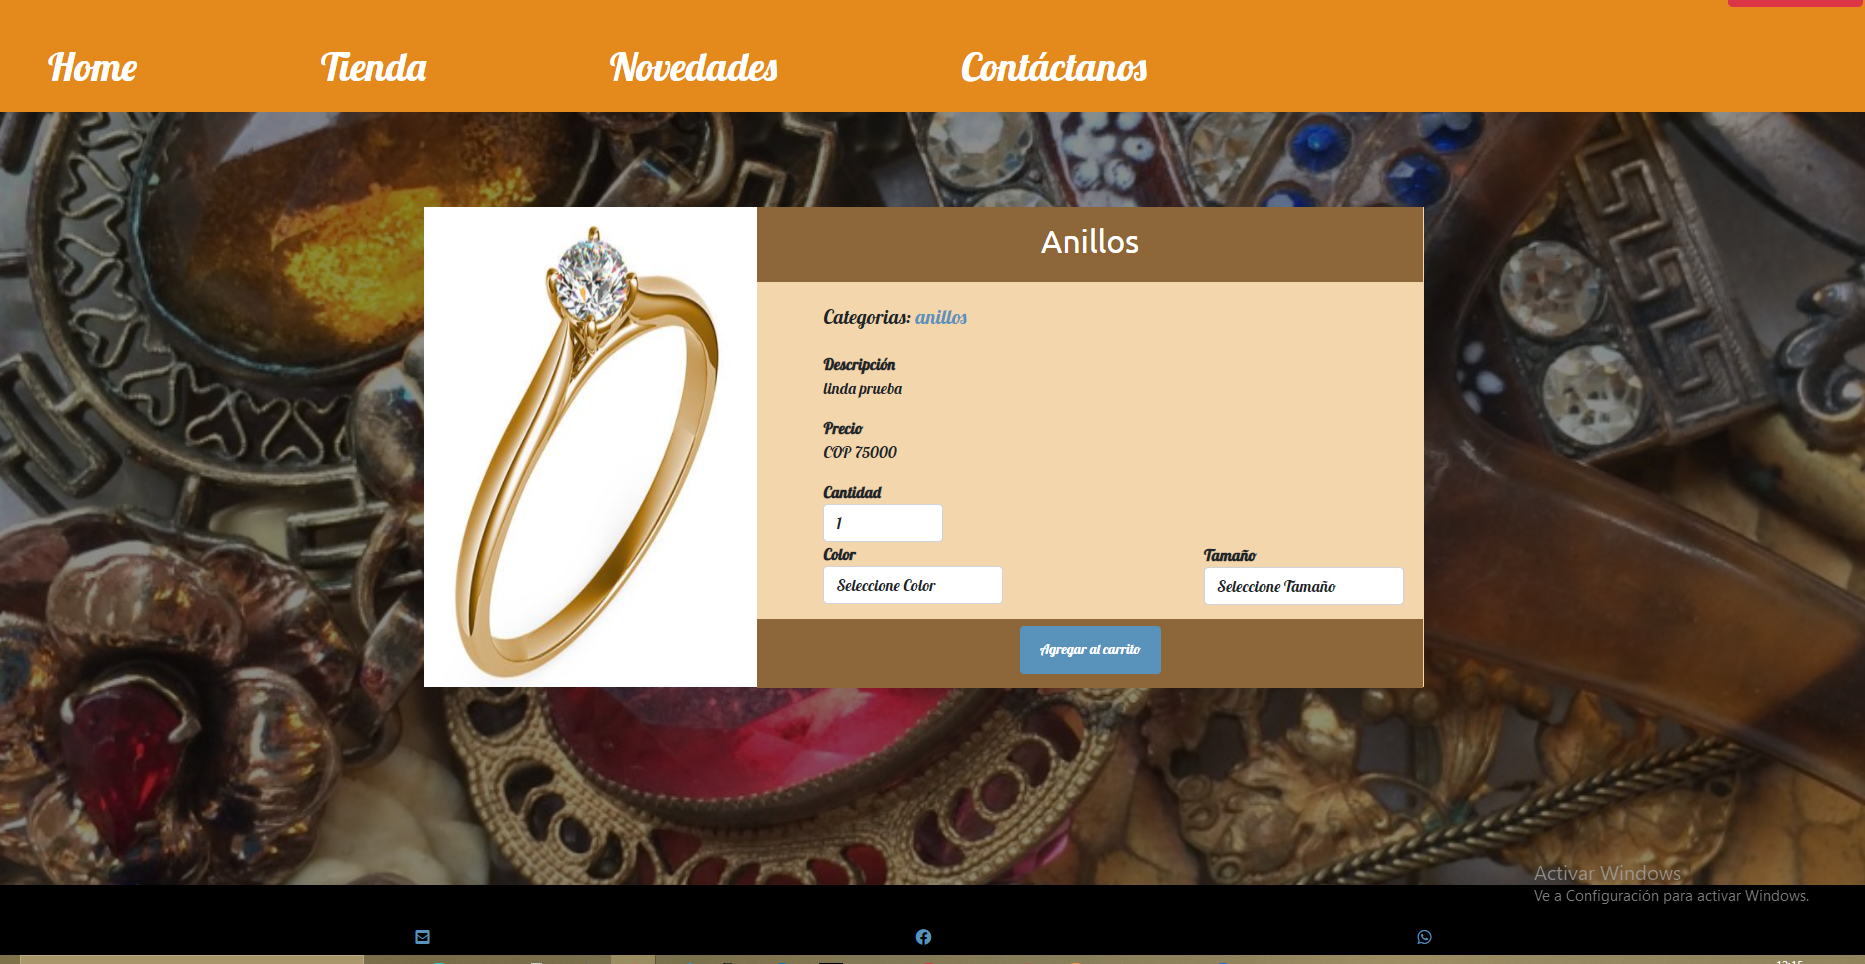 Home Tienda Novedades Contáctanos
Anillos
Categorias: anillos
Descripción
linda prueba
Precio
COP 75000
Cantidad
1
Color Tamaño
Seleccione Color Seleccione Tamaño
Agregar al carrito
Activar Windows
Ve a Configuración para activar Windows.